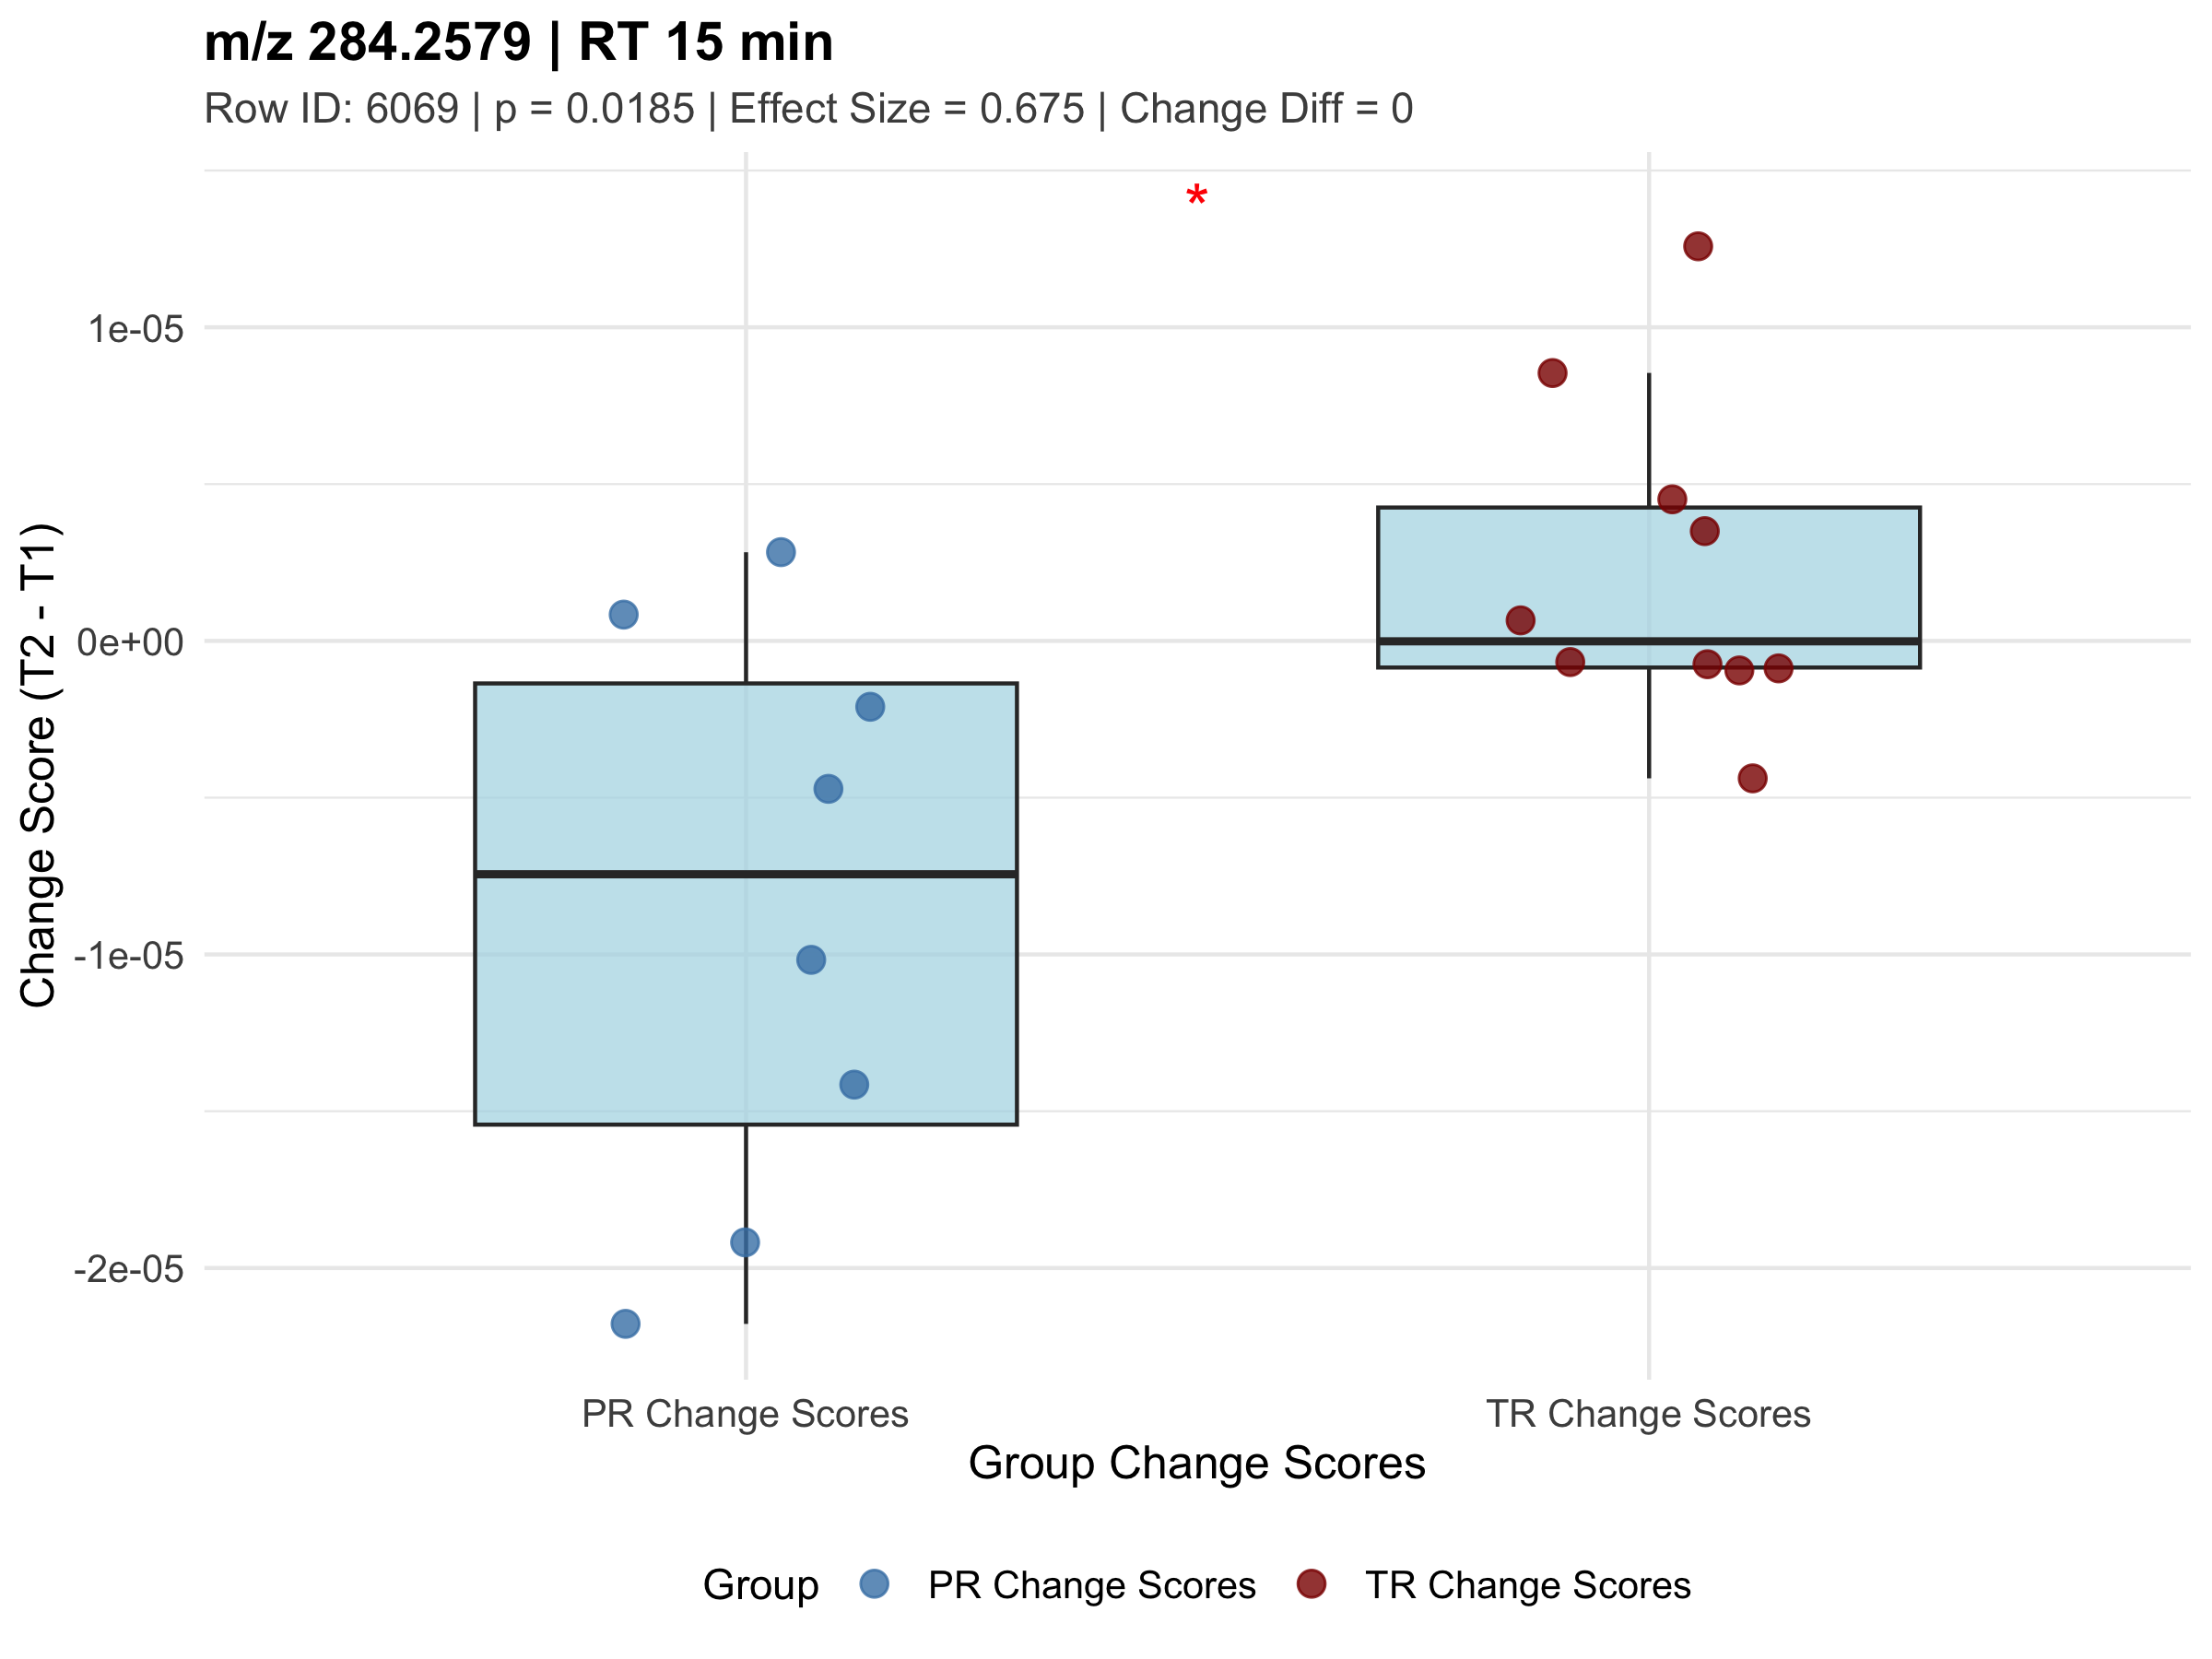 m/z 284.2579 | RT 15 min
Row ID: 6069 | p = 0.0185 | Effect Size = 0.675 | Change Diff = 0
*
Change Score (T2 - T1)
1e-05
0e+00
-1e-05
-2e-05
PR Change Scores TR Change Scores
Group Change Scores
Group PR Change Scores TR Change Scores